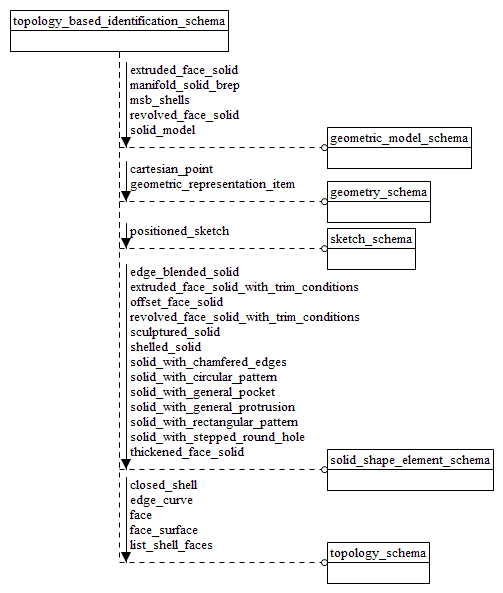 topology_based_identification_schema
extruded_face_solid
manifold_solid_brep
msb_shells
revolved_face_solid
solid_model
geometric_model_schema
cartesian_point
geometric_representation_item
geometry_schema
positioned_sketch
sketch_schema
edge_blended_solid
extruded_face_solid_with_trim_conditions
offset_face_solid
revolved_face_solid_with_trim_conditions
sculptured_solid
shelled_solid
solid_with_chamfered_edges
solid_with_circular_pattern
solid_with_general_pocket
solid_with_general_protrusion
solid_with_rectangular_pattern
solid_with_stepped_round_hole
thickened_face_solid
solid_shape_element_schema
closed_shell
edge_curve
face
face_surface
list_shell_faces
topology_schema